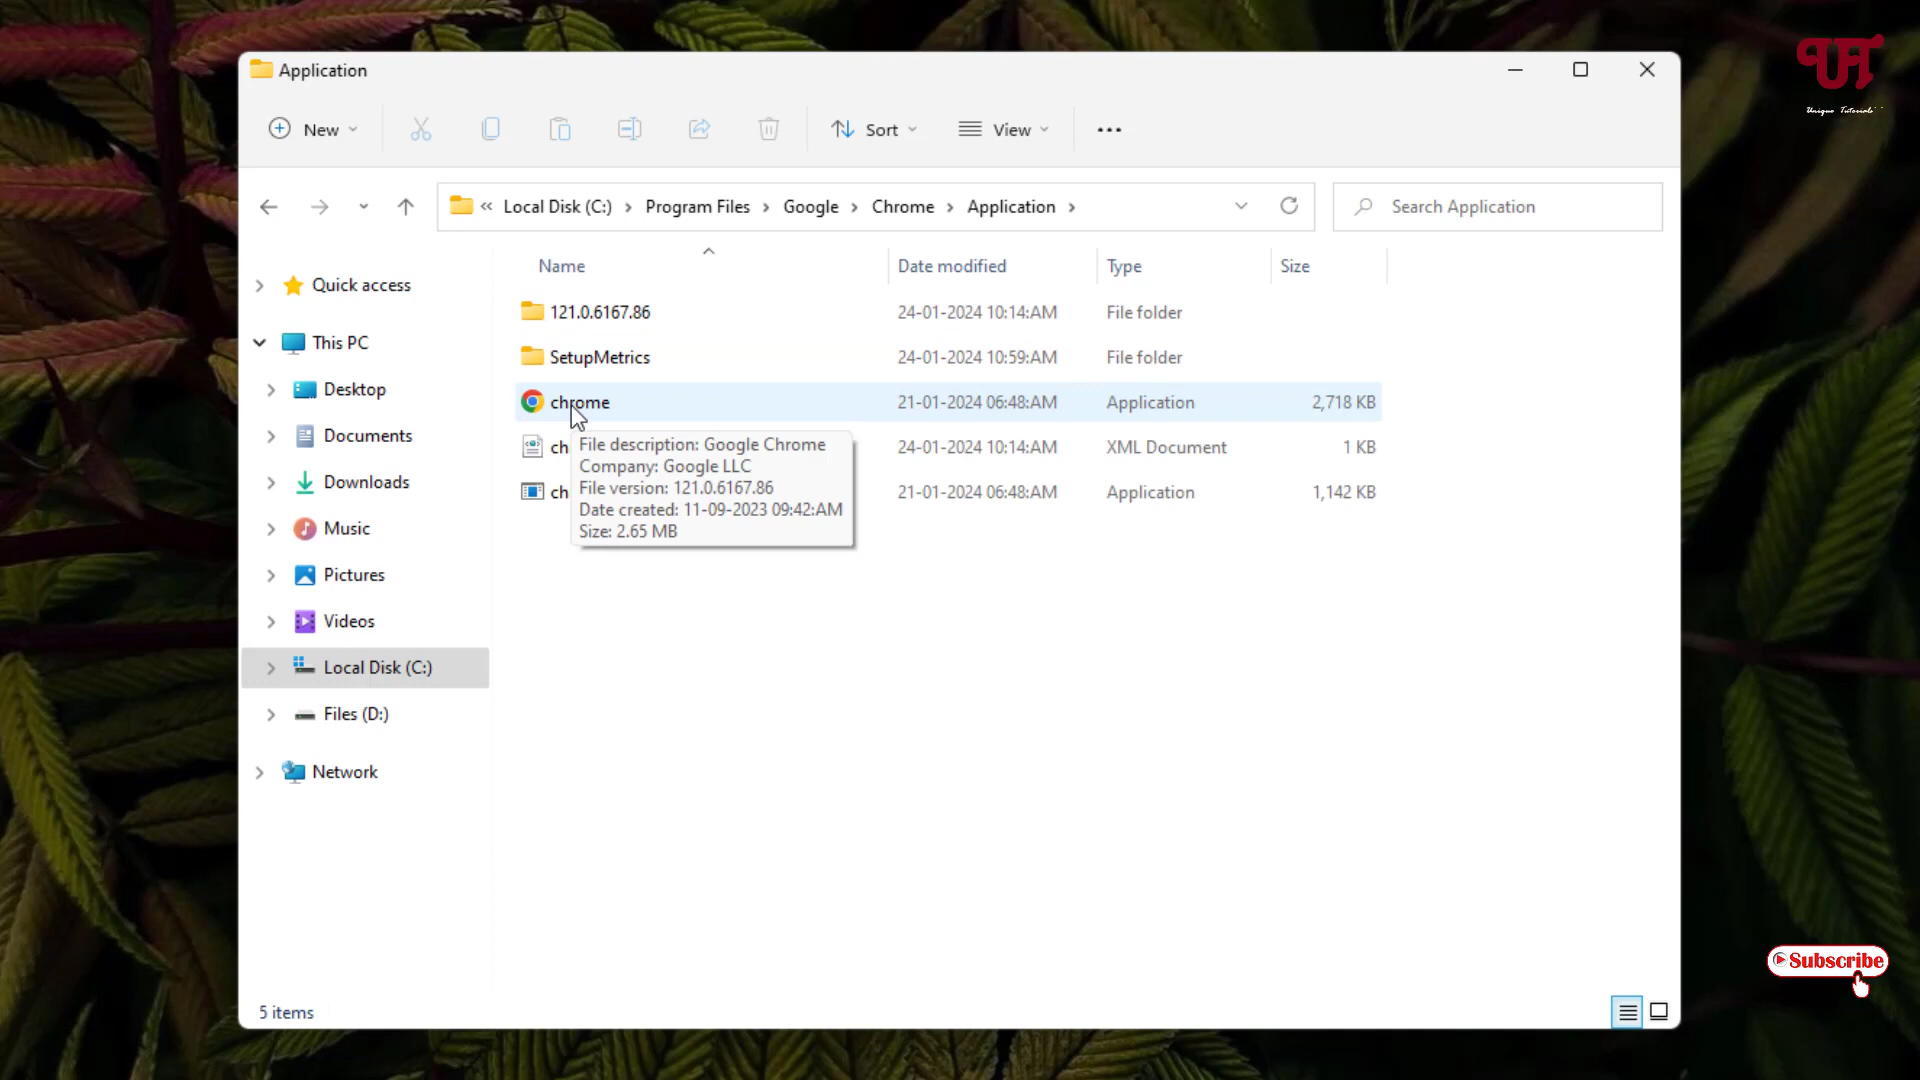 Application
New
Sort
View
« Local Disk (C:) › Program Files › Google › Chrome › Application ›
Search Application
Name
Date modified
Type
Size
Quick access
This PC
Desktop
Documents
Downloads
Music
Pictures
Videos
Local Disk (C:)
Files (D:)
Network
121.0.6167.86 24-01-2024 10:14:AM File folder
SetupMetrics 24-01-2024 10:59:AM File folder
chrome 21-01-2024 06:48:AM Application 2,718 KB
ch 24-01-2024 10:14:AM XML Document 1 KB
ch 21-01-2024 06:48:AM Application 1,142 KB
File description: Google Chrome
Company: Google LLC
File version: 121.0.6167.86
Date created: 11-09-2023 09:42:AM
Size: 2.65 MB
5 items
UT
Unique Tutorials
Subscribe